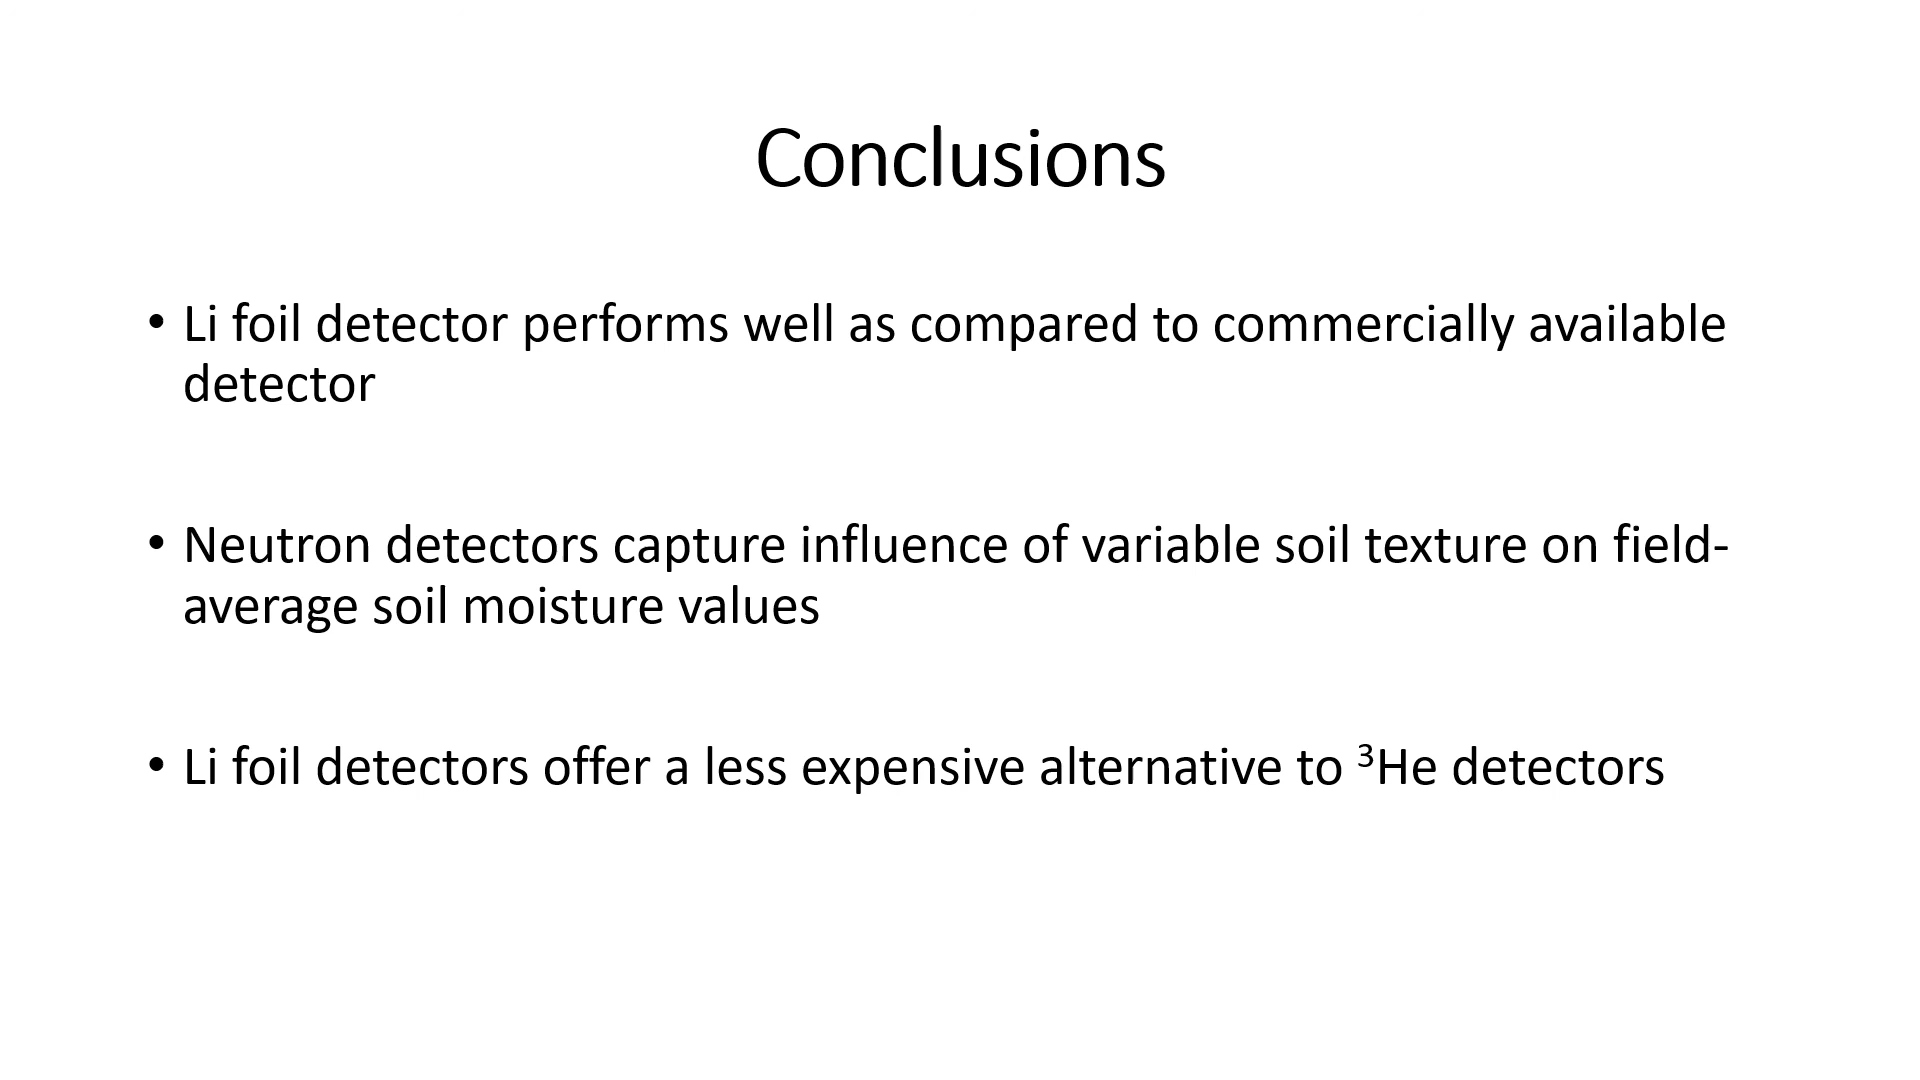 Conclusions
• Li foil detector performs well as compared to commercially available
detector
• Neutron detectors capture influence of variable soil texture on field-
average soil moisture values
• Li foil detectors offer a less expensive alternative to ³He detectors